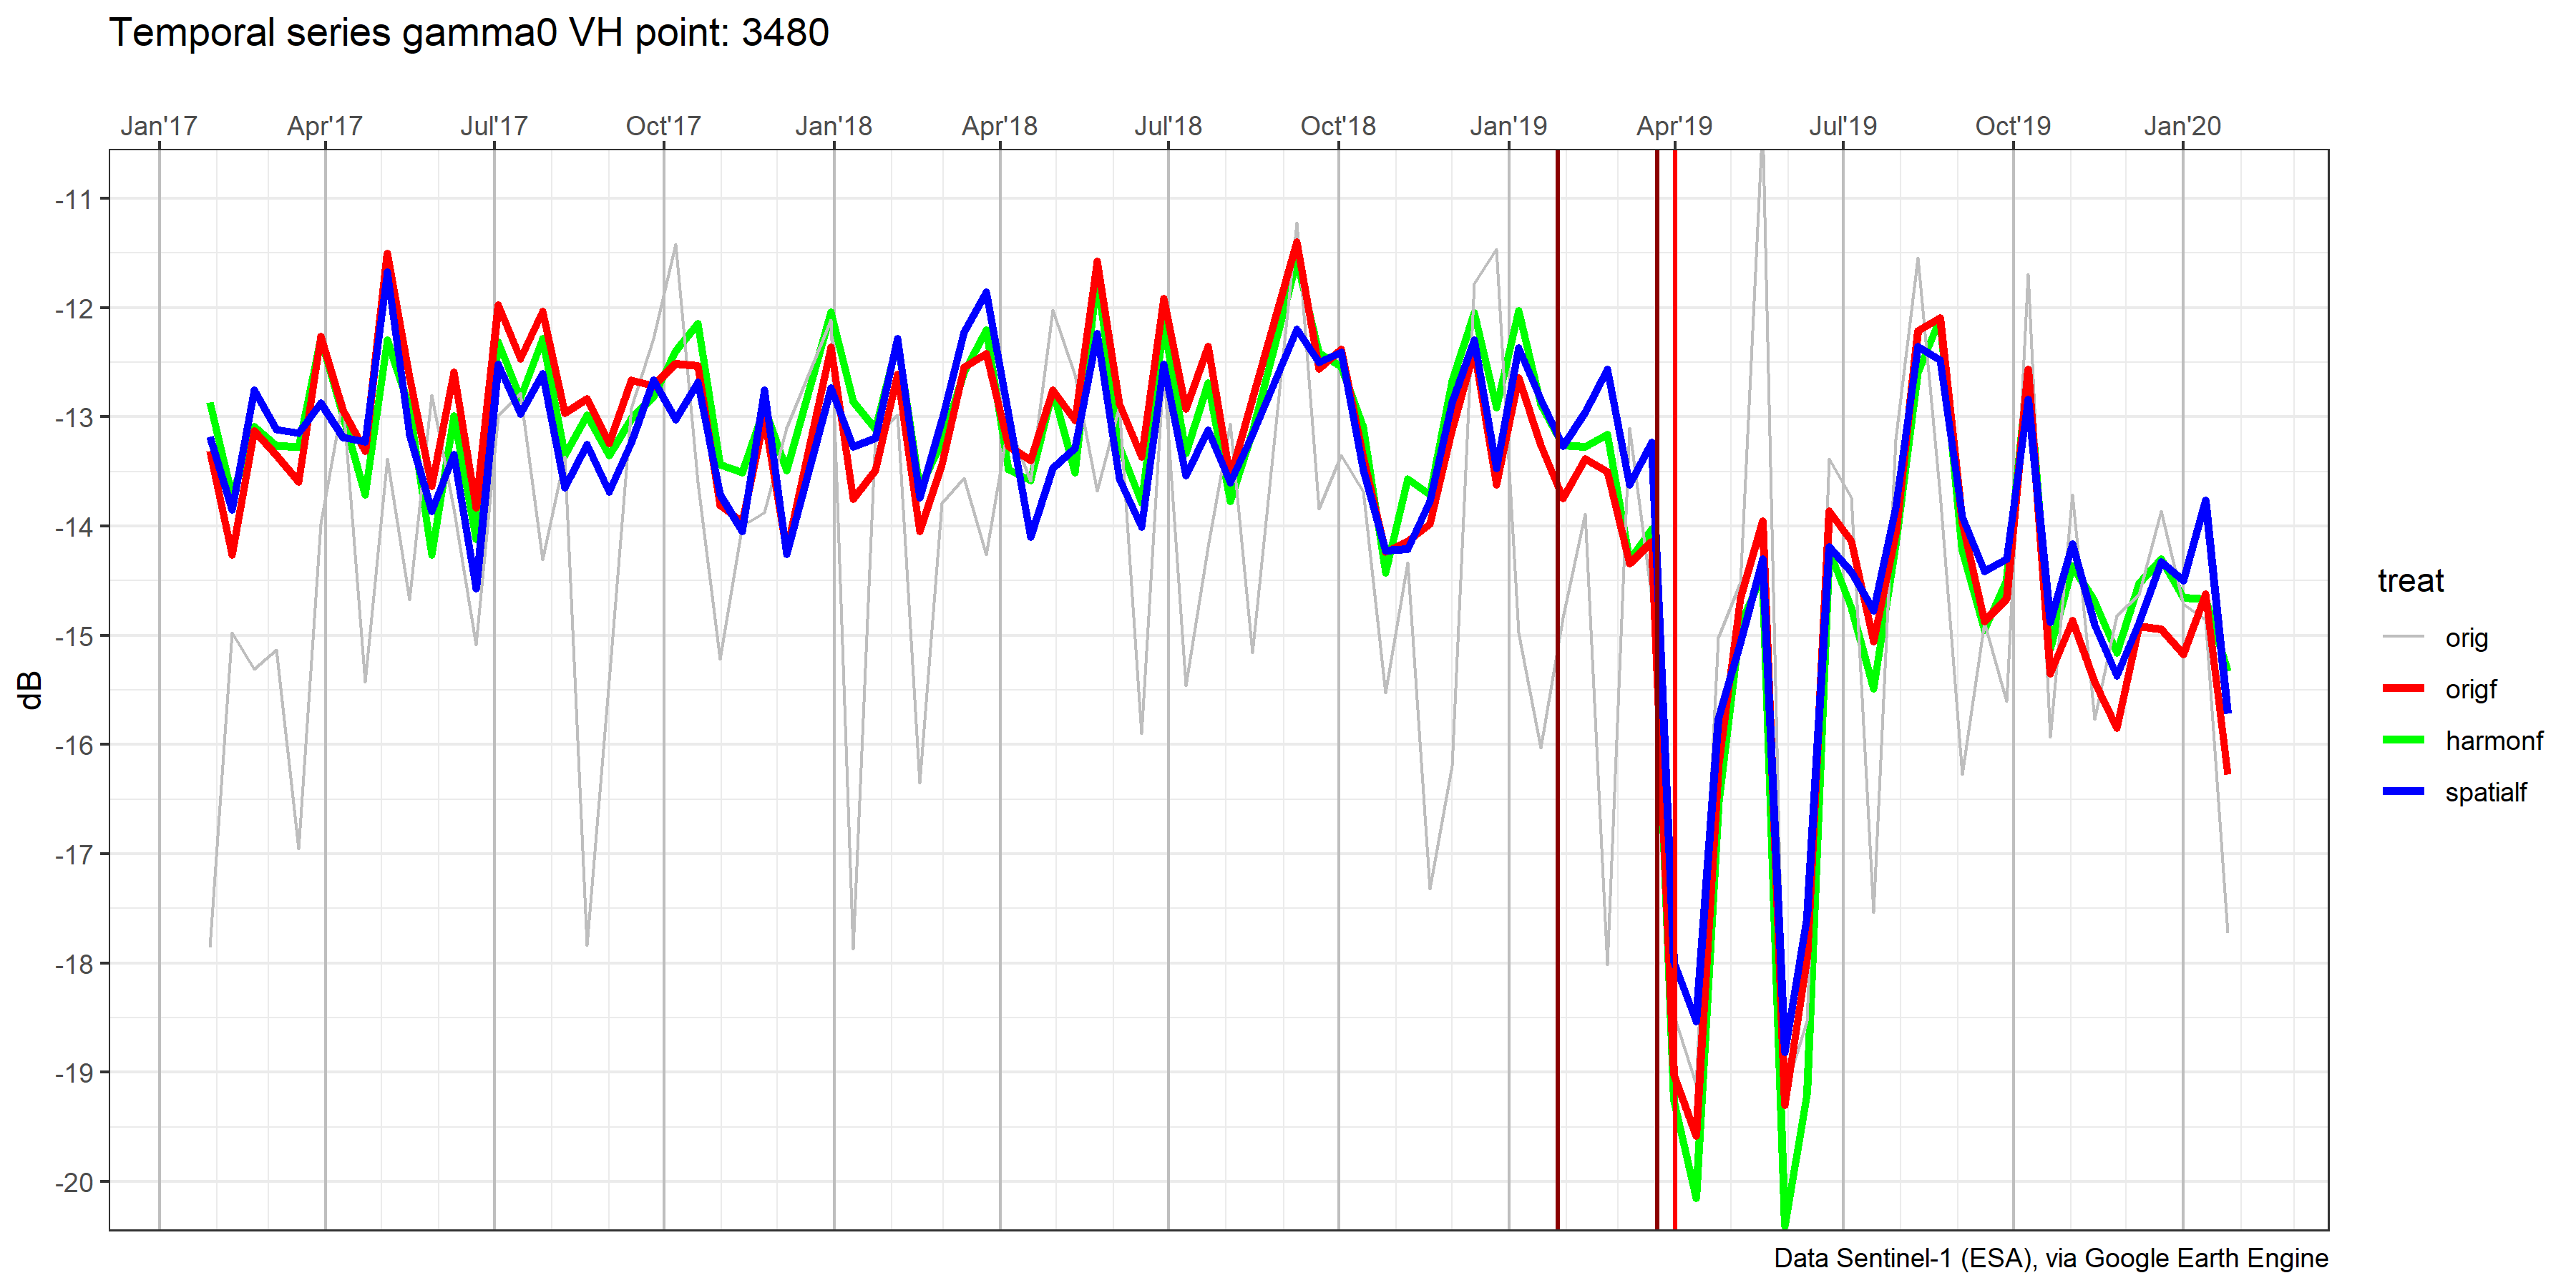 Temporal series gamma0 VH point: 3480
Jan'17 Apr'17 Jul'17 Oct'17 Jan'18 Apr'18 Jul'18 Oct'18 Jan'19 Apr'19 Jul'19 Oct'19 Jan'20
-11
-12
-13
-14
-15
-16
-17
-18
-19
-20
dB
treat
orig
origf
harmonf
spatialf
Data Sentinel-1 (ESA), via Google Earth Engine